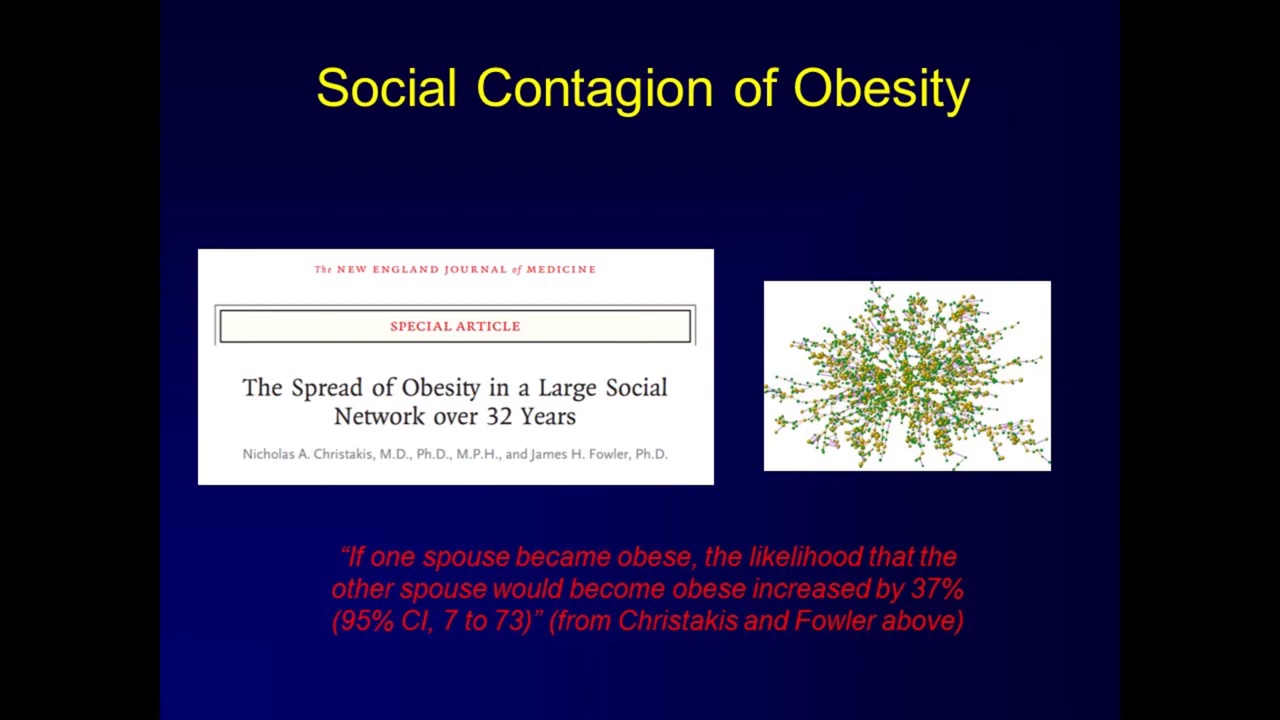 Social Contagion of Obesity
The NEW ENGLAND JOURNAL of MEDICINE
SPECIAL ARTICLE
The Spread of Obesity in a Large Social
Network over 32 Years
Nicholas A. Christakis, M.D., Ph.D., M.P.H., and James H. Fowler, Ph.D.
“If one spouse became obese, the likelihood that the
other spouse would become obese increased by 37%
(95% CI, 7 to 73)” (from Christakis and Fowler above)